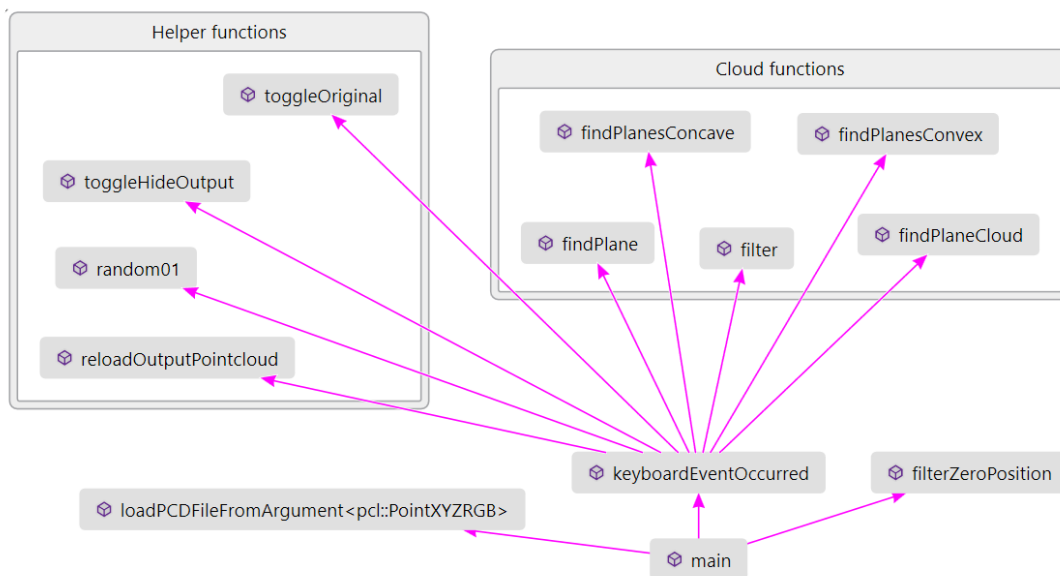 Helper functions
toggleOriginal
toggleHideOutput
random01
reloadOutputPointcloud
Cloud functions
findPlanesConcave
findPlanesConvex
findPlane
filter
findPlaneCloud
keyboardEventOccurred
filterZeroPosition
loadPCDFileFromArgument<pcl::PointXYZRGB>
main